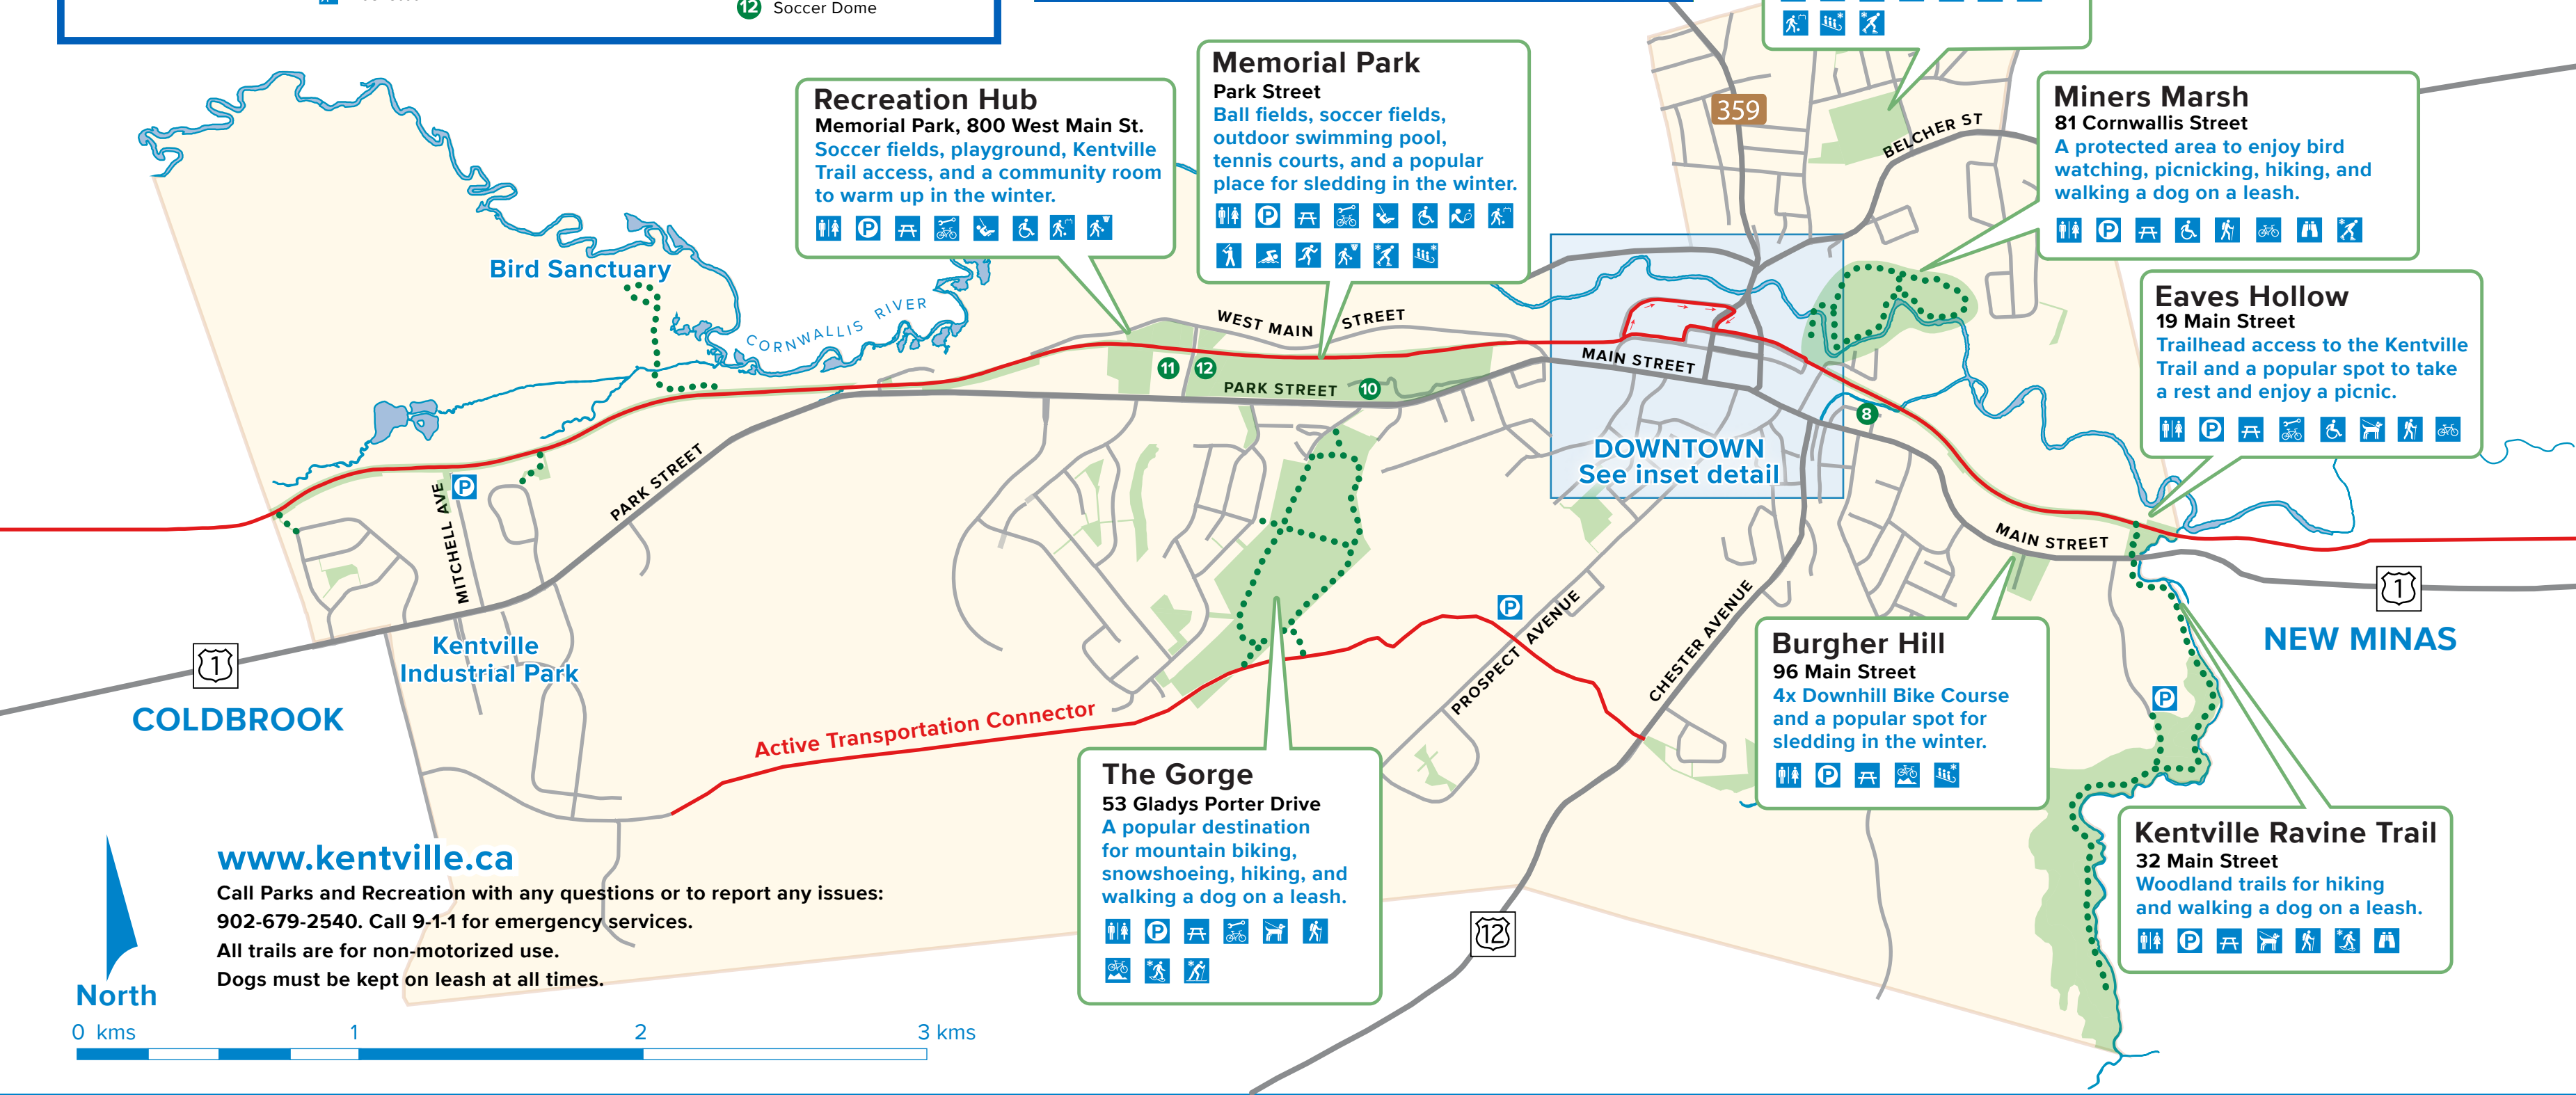 12 Soccer Dome
Recreation Hub
Memorial Park, 800 West Main St.
Soccer fields, playground, Kentville
Trail access, and a community room
to warm up in the winter.
Memorial Park
Park Street
Ball fields, soccer fields,
outdoor swimming pool,
tennis courts, and a popular
place for sledding in the winter.
359
BELCHER ST
Miners Marsh
81 Cornwallis Street
A protected area to enjoy bird
watching, picnicking, hiking, and
walking a dog on a leash.
Bird Sanctuary
CORNWALLIS RIVER
WEST MAIN STREET
MAIN STREET
11
12
PARK STREET
10
8
DOWNTOWN
See inset detail
Eaves Hollow
19 Main Street
Trailhead access to the Kentville
Trail and a popular spot to take
a rest and enjoy a picnic.
P
MITCHELL AVE
PARK STREET
MAIN STREET
1
NEW MINAS
Kentville
Industrial Park
1
COLDBROOK
P
PROSPECT AVENUE
CHESTER AVENUE
Active Transportation Connector
Burgher Hill
96 Main Street
4x Downhill Bike Course
and a popular spot for
sledding in the winter.
P
The Gorge
53 Gladys Porter Drive
A popular destination
for mountain biking,
snowshoeing, hiking, and
walking a dog on a leash.
12
Kentville Ravine Trail
32 Main Street
Woodland trails for hiking
and walking a dog on a leash.
www.kentville.ca
Call Parks and Recreation with any questions or to report any issues:
902-679-2540. Call 9-1-1 for emergency services.
All trails are for non-motorized use.
Dogs must be kept on leash at all times.
North
0 kms 1 2 3 kms